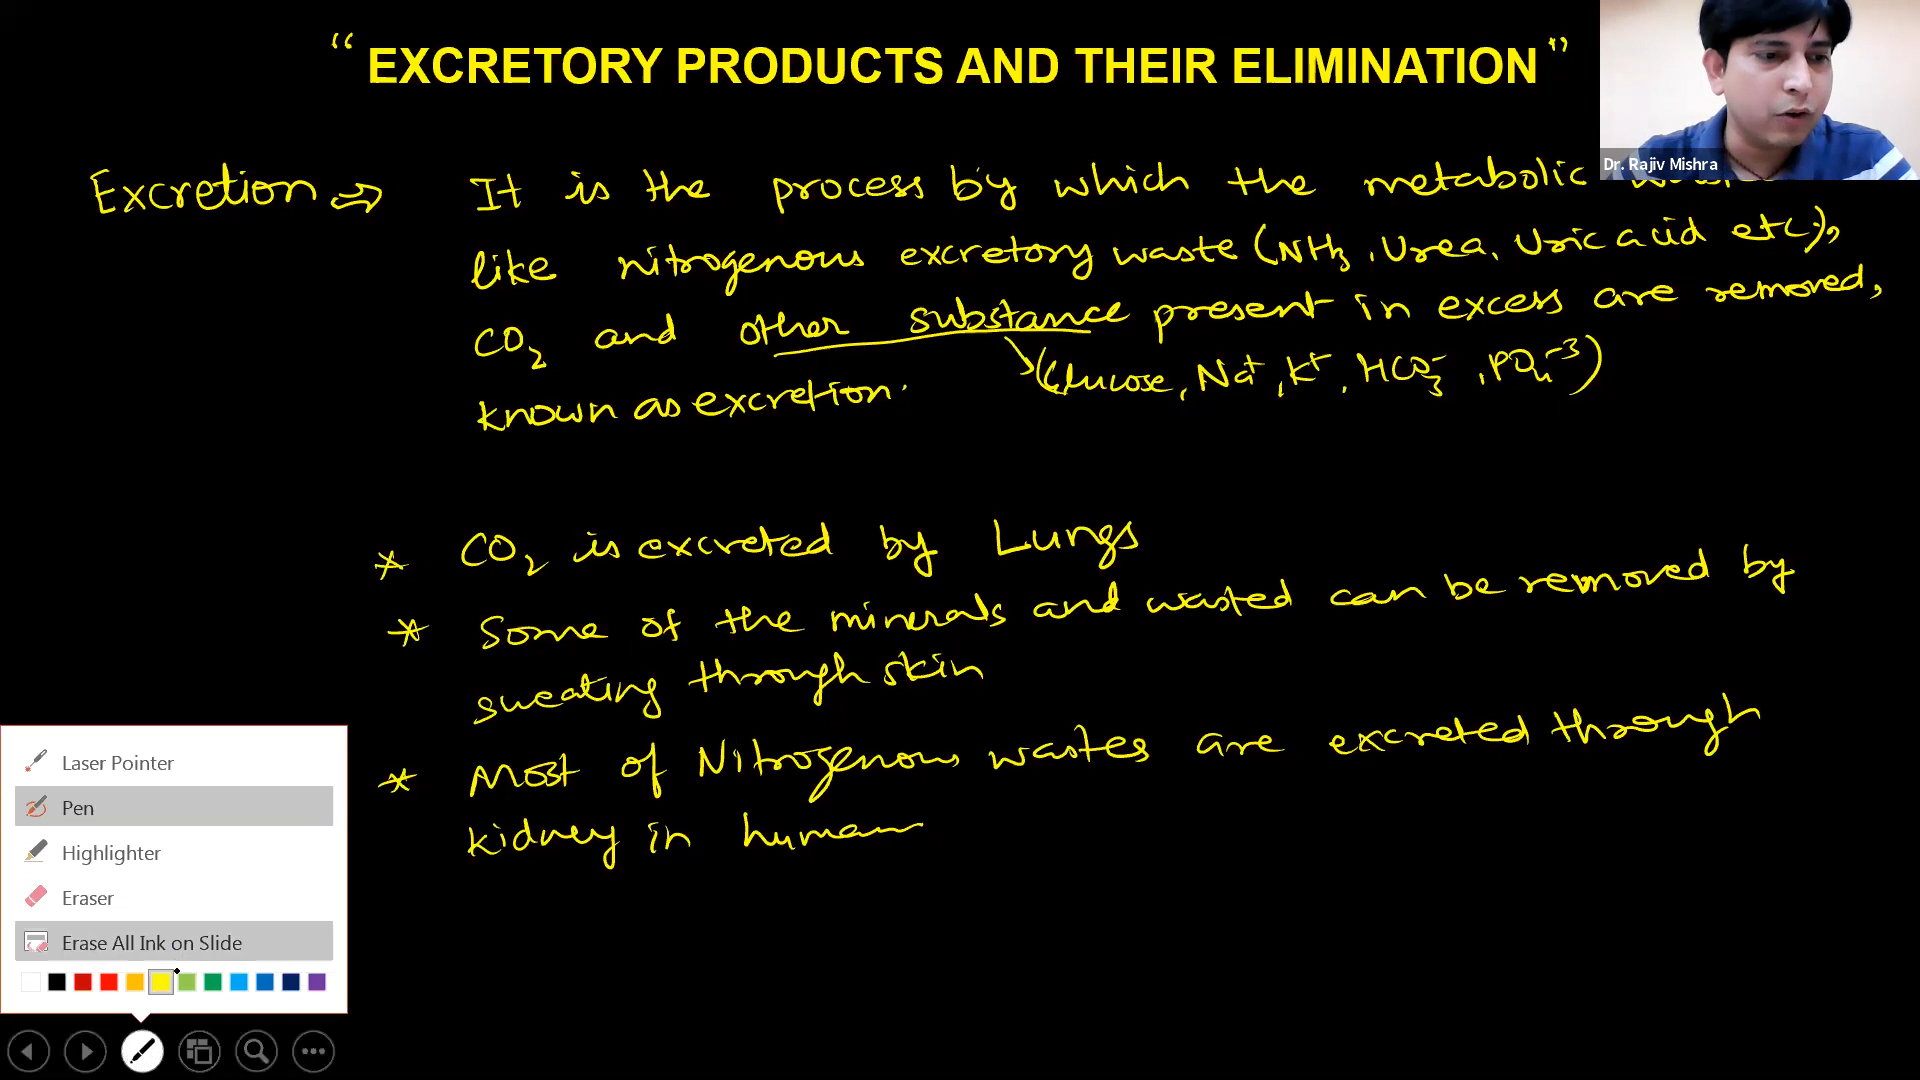 “ EXCRETORY PRODUCTS AND THEIR ELIMINATION ”
Dr. Rajiv Mishra
Excretion ⇒ It is the process by which the metabolic
like nitrogenous excretory waste (NH3, Urea, Uric acid etc),
CO2 and other substance present in excess are removed,
(Glucose, Na+, K+, HCO3-, PO4-3)
known as excretion.
* CO2 is excreted by Lungs
* Some of the minerals and wasted can be removed by
sweating through skin
* Most of Nitrogenous wastes are excreted through
kidney in human
Laser Pointer
Pen
Highlighter
Eraser
Erase All Ink on Slide